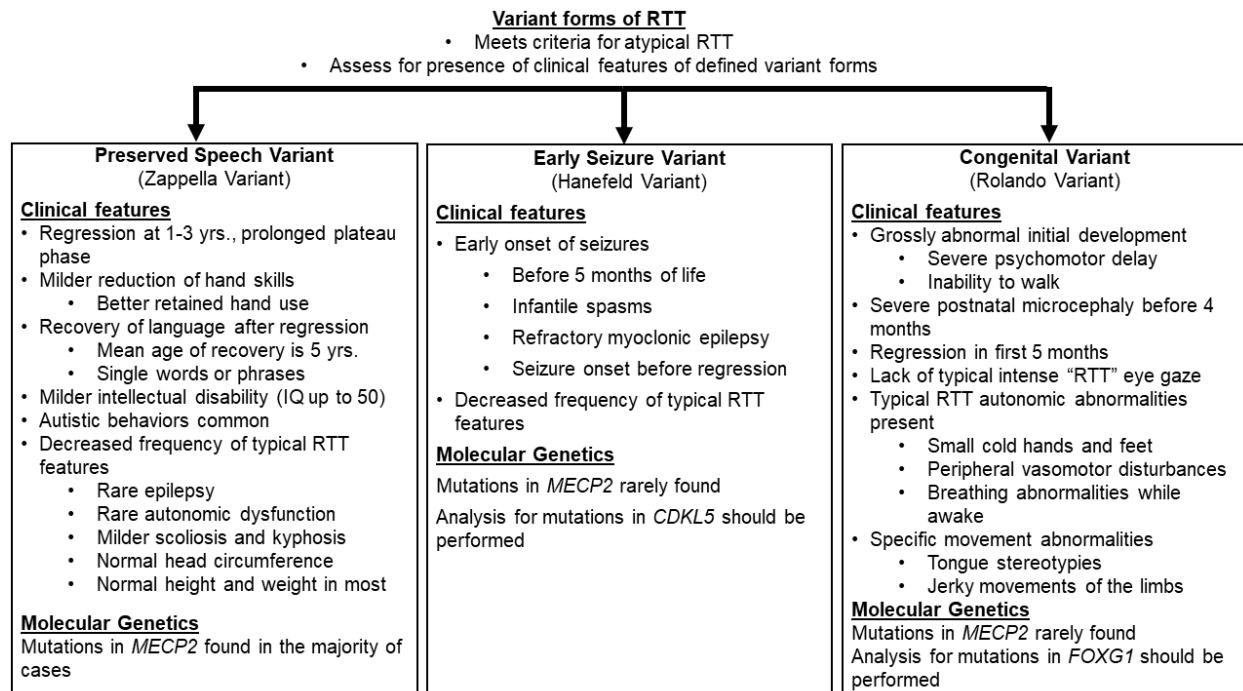 Variant forms of RTT
• Meets criteria for atypical RTT
• Assess for presence of clinical features of defined variant forms
Preserved Speech Variant
(Zappella Variant)
Clinical features
• Regression at 1-3 yrs., prolonged plateau
phase
• Milder reduction of hand skills
• Better retained hand use
• Recovery of language after regression
• Mean age of recovery is 5 yrs.
• Single words or phrases
• Milder intellectual disability (IQ up to 50)
• Autistic behaviors common
• Decreased frequency of typical RTT
features
• Rare epilepsy
• Rare autonomic dysfunction
• Milder scoliosis and kyphosis
• Normal head circumference
• Normal height and weight in most
Molecular Genetics
Mutations in MECP2 found in the majority of
cases
Early Seizure Variant
(Hanefeld Variant)
Clinical features
• Early onset of seizures
• Before 5 months of life
• Infantile spasms
• Refractory myoclonic epilepsy
• Seizure onset before regression
• Decreased frequency of typical RTT
features
Molecular Genetics
Mutations in MECP2 rarely found
Analysis for mutations in CDKL5 should be
performed
Congenital Variant
(Rolando Variant)
Clinical features
• Grossly abnormal initial development
• Severe psychomotor delay
• Inability to walk
• Severe postnatal microcephaly before 4
months
• Regression in first 5 months
• Lack of typical intense “RTT” eye gaze
• Typical RTT autonomic abnormalities
present
• Small cold hands and feet
• Peripheral vasomotor disturbances
• Breathing abnormalities while
awake
• Specific movement abnormalities
• Tongue stereotypies
• Jerky movements of the limbs
Molecular Genetics
Mutations in MECP2 rarely found
Analysis for mutations in FOXG1 should be
performed